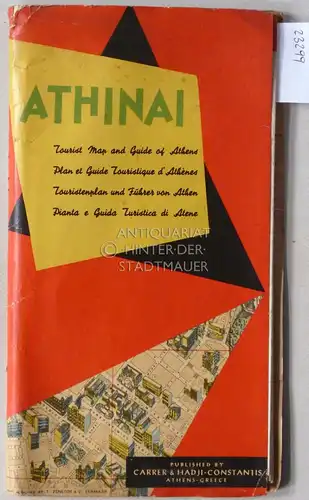 23299
ATHINAI
Tourist Map and Guide of Athens
Plan et Guide Touristique d'Athènes
Touristenplan und Führer von Athen
Pianta e Guida Turistica di Atene
ANTIQUARIAT
© HINTER·DER·
STADTMAUER
PUBLISHED BY
CARRER & HADJI-CONSTANTIS
ATHENS-GREECE